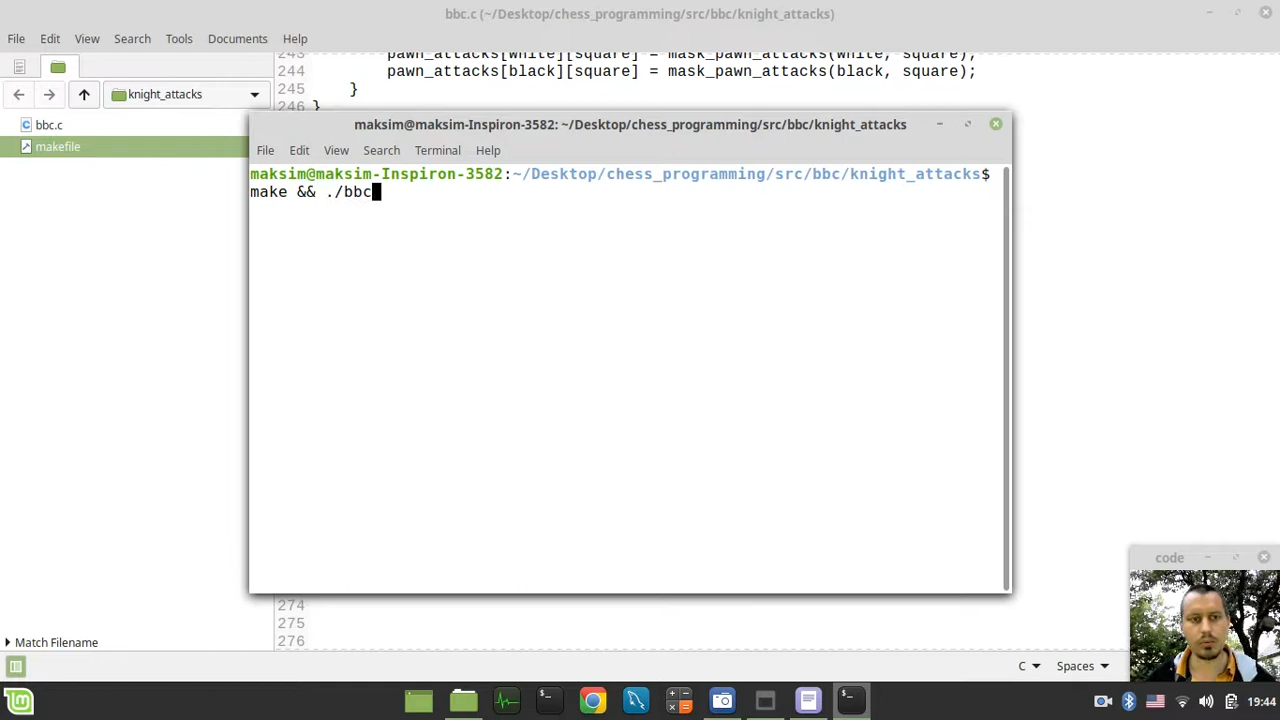 bbc.c (~/Desktop/chess_programming/src/bbc/knight_attacks)
File Edit View Search Tools Documents Help
knight_attacks
bbc.c
makefile
243 pawn_attacks[white][square] = mask_pawn_attacks(white, square);
244 pawn_attacks[black][square] = mask_pawn_attacks(black, square);
245 }
246 }
maksim@maksim-Inspiron-3582: ~/Desktop/chess_programming/src/bbc/knight_attacks
File Edit View Search Terminal Help
maksim@maksim-Inspiron-3582:~/Desktop/chess_programming/src/bbc/knight_attacks$
make && ./bbc
code
274
275
276
Match Filename
C Spaces
19:44